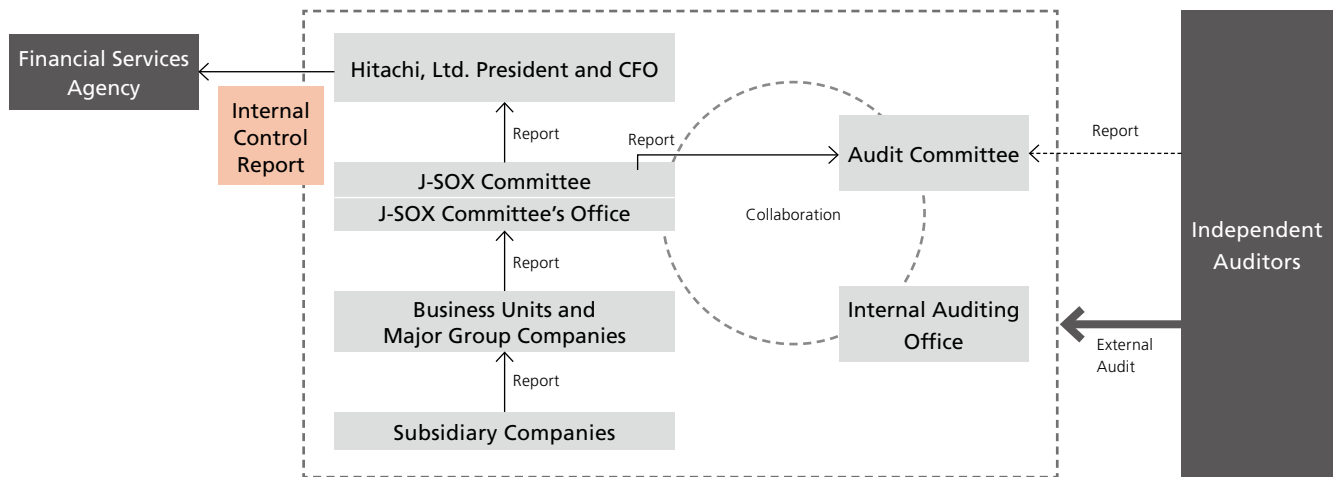 Financial Services
Agency
Internal
Control
Report
Hitachi, Ltd. President and CFO
Report
Report
J-SOX Committee
J-SOX Committee's Office
Report
Business Units and
Major Group Companies
Report
Subsidiary Companies
Collaboration
Audit Committee
Internal Auditing
Office
Report
External
Audit
Independent
Auditors